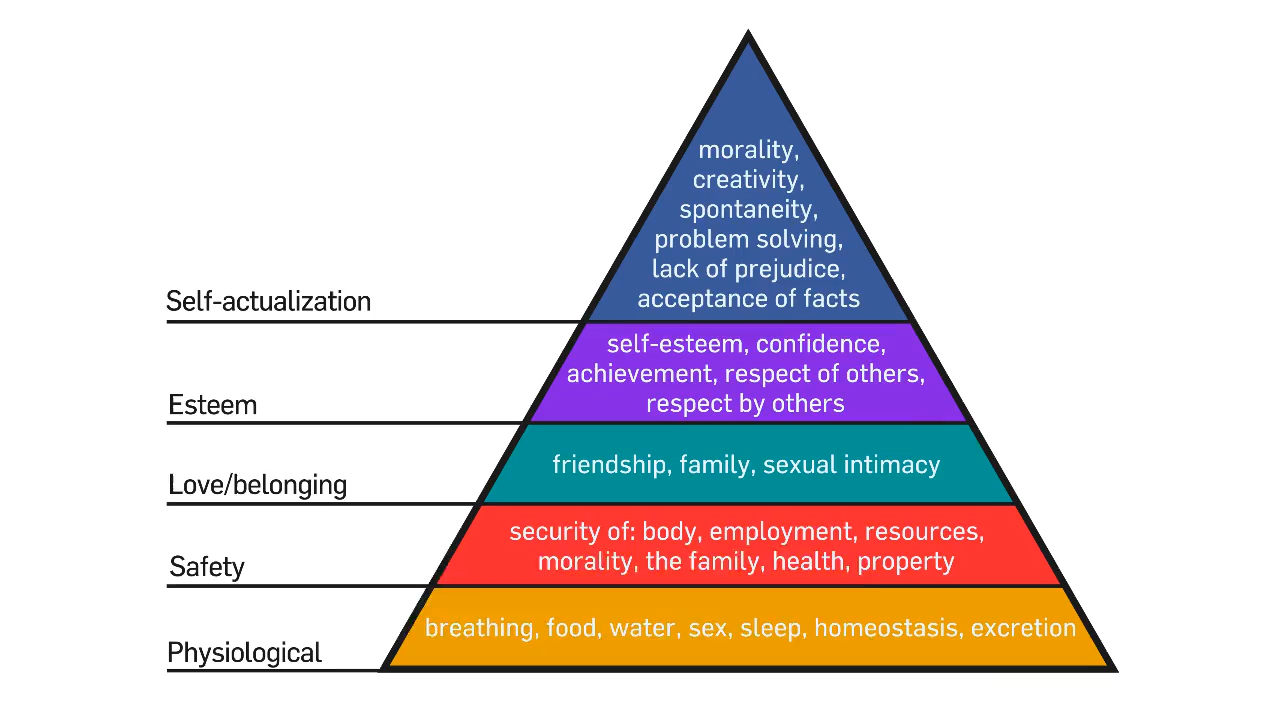 morality,
creativity,
spontaneity,
problem solving,
lack of prejudice,
acceptance of facts
Self-actualization
self-esteem, confidence,
achievement, respect of others,
respect by others
Esteem
friendship, family, sexual intimacy
Love/belonging
security of: body, employment, resources,
morality, the family, health, property
Safety
breathing, food, water, sex, sleep, homeostasis, excretion
Physiological